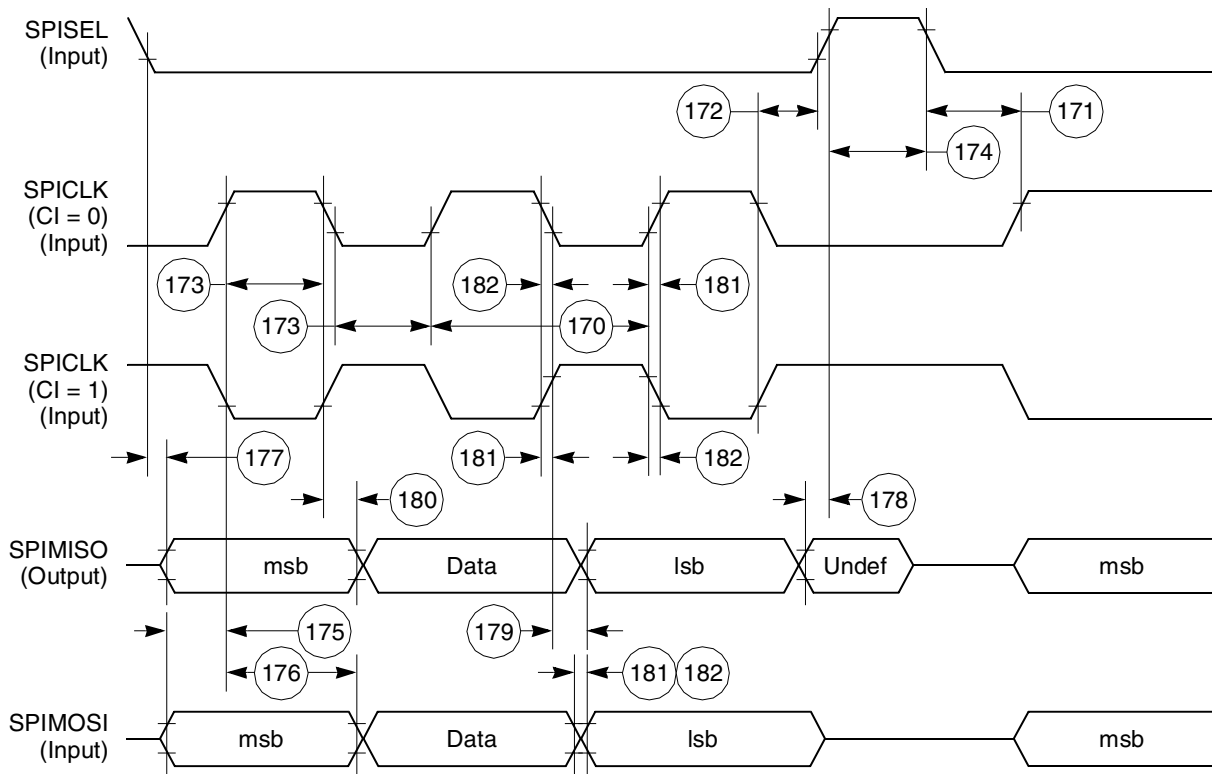 SPISEL
(Input)
172
171
174
SPICLK
(CI = 0)
(Input)
173
182
181
173
170
SPICLK
(CI = 1)
(Input)
177
181
182
180
178
SPIMISO
(Output)
msb
Data
lsb
Undef
msb
175
179
176
181
182
SPIMOSI
(Input)
msb
Data
lsb
msb